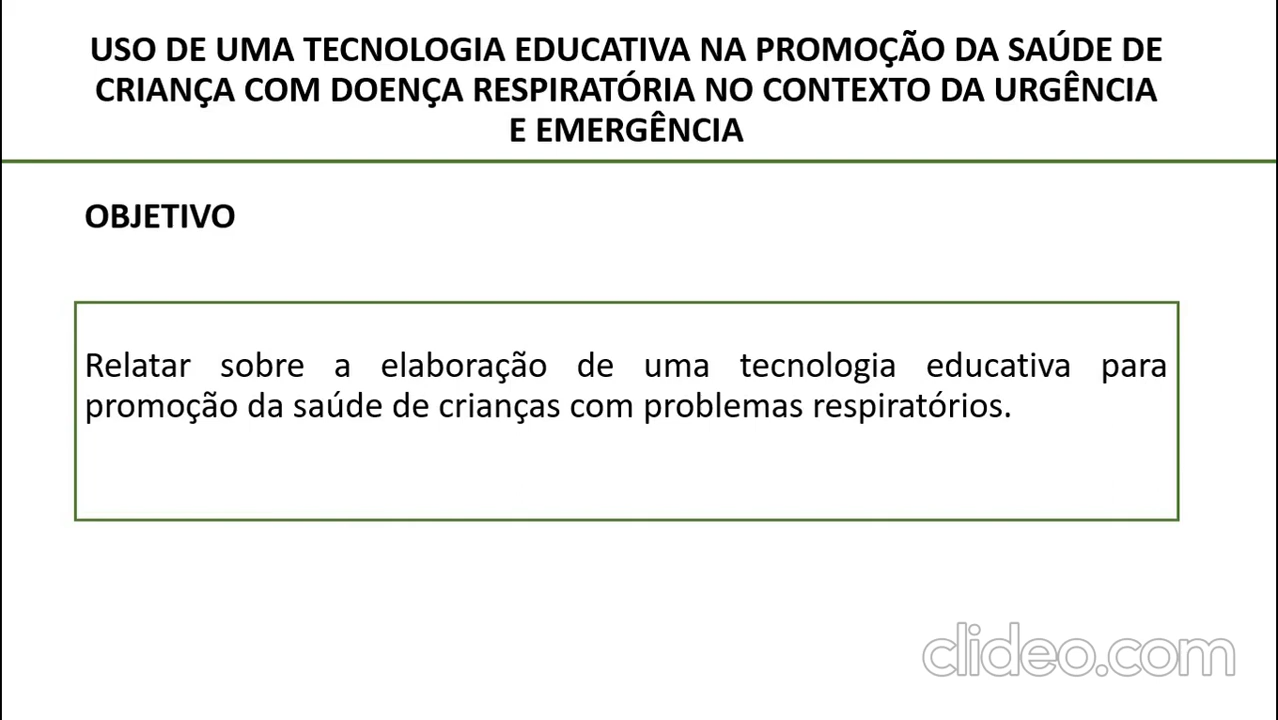 USO DE UMA TECNOLOGIA EDUCATIVA NA PROMOÇÃO DA SAÚDE DE
CRIANÇA COM DOENÇA RESPIRATÓRIA NO CONTEXTO DA URGÊNCIA
E EMERGÊNCIA
OBJETIVO
Relatar sobre a elaboração de uma tecnologia educativa para
promoção da saúde de crianças com problemas respiratórios.
clideo.com